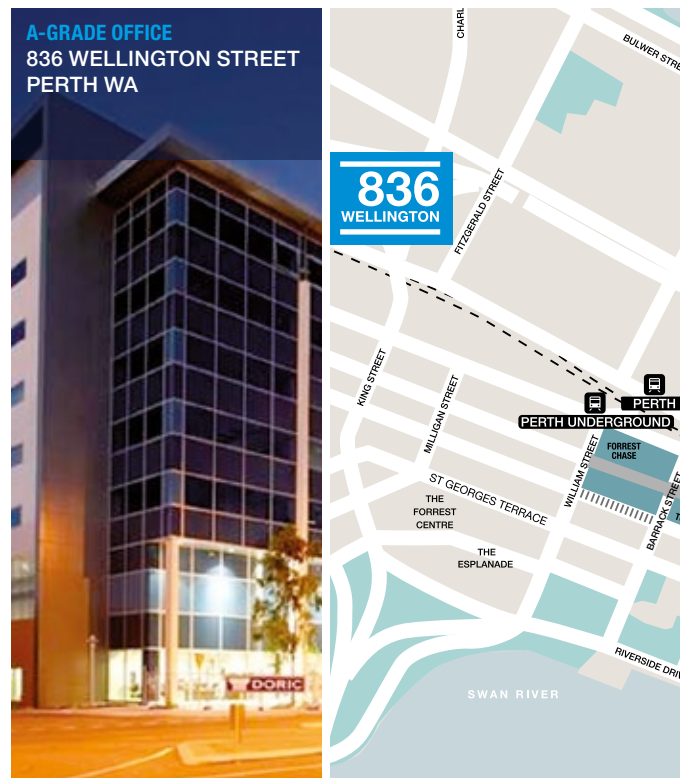 A-GRADE OFFICE
836 WELLINGTON STREET
PERTH WA
DORIC
CHARL
BULWER STRE
836
WELLINGTON
FITZGERALD STREET
KING STREET
MILLIGAN STREET
PERTH
PERTH UNDERGROUND
WILLIAM STREET
FORREST
CHASE
BARRACK STREET
T
ST GEORGES TERRACE
THE
FORREST
CENTRE
THE
ESPLANADE
RIVERSIDE DRIV
SWAN RIVER